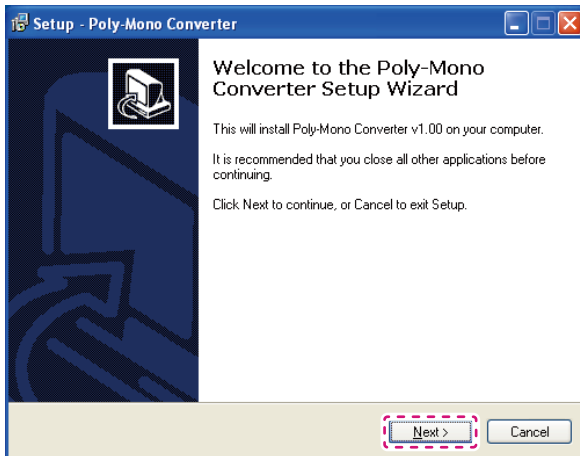 Setup - Poly-Mono Converter
Welcome to the Poly-Mono
Converter Setup Wizard
This will install Poly-Mono Converter v1.00 on your computer.
It is recommended that you close all other applications before
continuing.
Click Next to continue, or Cancel to exit Setup.
Next >
Cancel